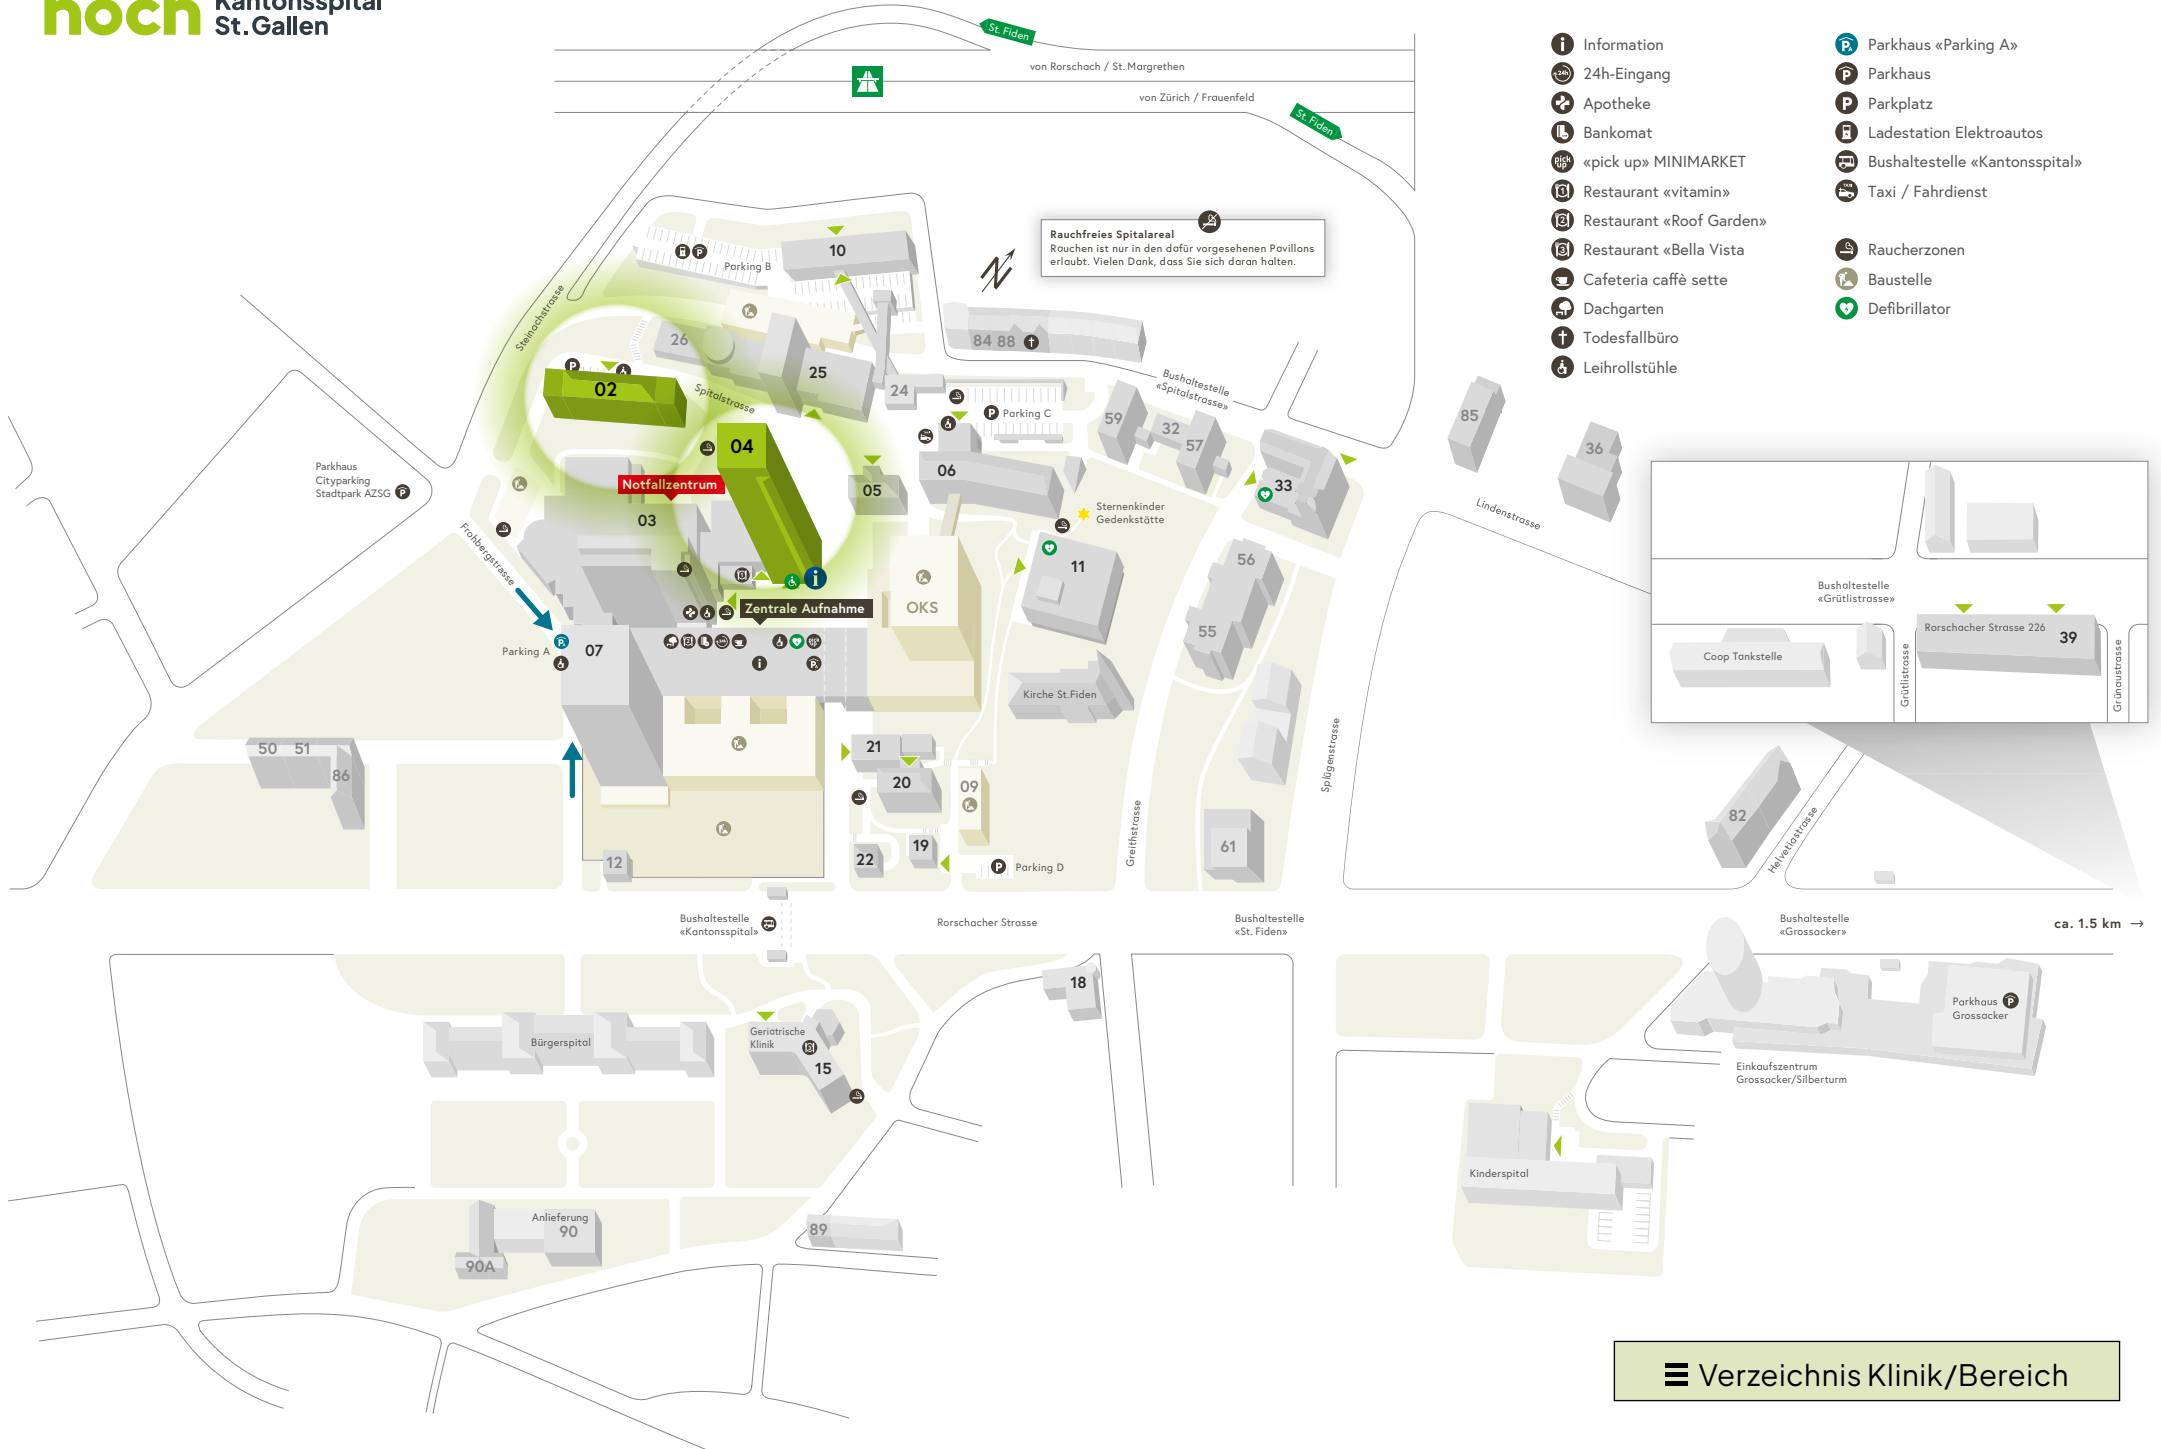 noch Kantonsspital
St.Gallen
St. Fiden
von Rorschach / St. Margrethen
von Zürich / Frauenfeld
St. Fiden
Information
24h-Eingang
Apotheke
Bankomat
«pick up» MINIMARKET
Restaurant «vitamin»
Restaurant «Roof Garden»
Restaurant «Bella Vista
Cafeteria caffè sette
Dachgarten
Todesfallbüro
Leihrollstühle
Parkhaus «Parking A»
Parkhaus
Parkplatz
Ladestation Elektroautos
Bushaltestelle «Kantonsspital»
Taxi / Fahrdienst
Raucherzonen
Baustelle
Defibrillator
Rauchfreies Spitalareal
Rauchen ist nur in den dafür vorgesehenen Pavillons
erlaubt. Vielen Dank, dass Sie sich daran halten.
N
Parking B
10
Steinachstrasse
26
25
24
84 88
Bushaltestelle
«Spitalstrasse»
02
Spitalstrasse
Parking C
59
32
57
85
36
04
06
05
33
Parkhaus
Cityparking
Stadtpark AZSG
Notfallzentrum
03
Frohbergstrasse
Sternenkinder
Gedenkstätte
Lindenstrasse
11
56
55
OKS
Zentrale Aufnahme
Parking A
07
Kirche St.Fiden
Bushaltestelle
«Grütlistrasse»
Rorschacher Strasse 226
39
Coop Tankstelle
Grütlistrasse
Grünaustrasse
50 51
86
21
20
09
Splügenstrasse
Greithstrasse
82
Helvetiastrasse
12
22
19
Parking D
61
Bushaltestelle
«Kantonsspital»
Rorschacher Strasse
Bushaltestelle
«St. Fiden»
Bushaltestelle
«Grossacker»
ca. 1.5 km →
18
Bürgerspital
Geriatrische
Klinik
15
Parkhaus
Grossacker
Einkaufszentrum
Grossacker/Silberturm
Kinderspital
Anlieferung
90
90A
89
Verzeichnis Klinik/Bereich